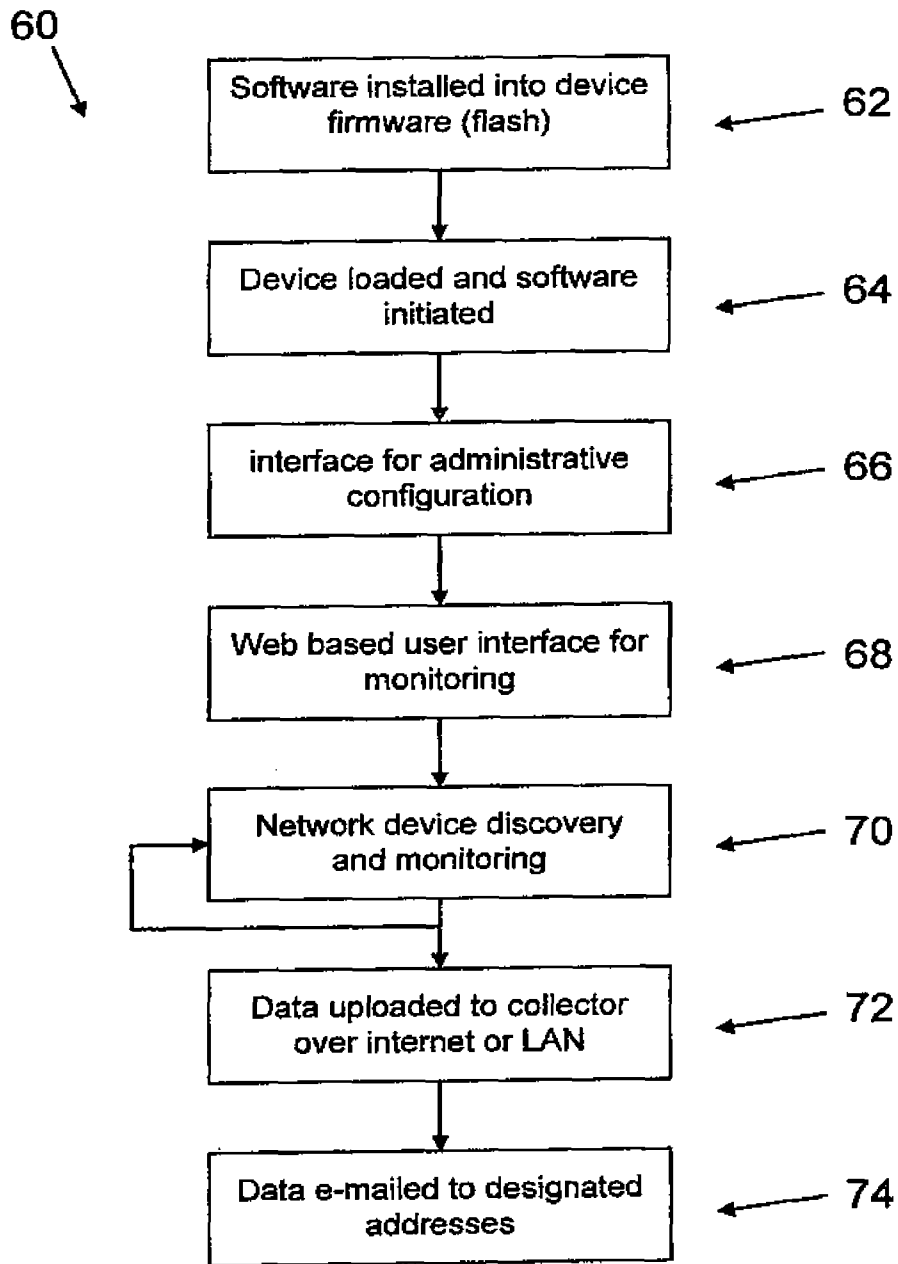 60
Software installed into device
firmware (flash)
62
Device loaded and software
initiated
64
interface for administrative
configuration
66
Web based user interface for
monitoring
68
Network device discovery
and monitoring
70
Data uploaded to collector
over internet or LAN
72
Data e-mailed to designated
addresses
74